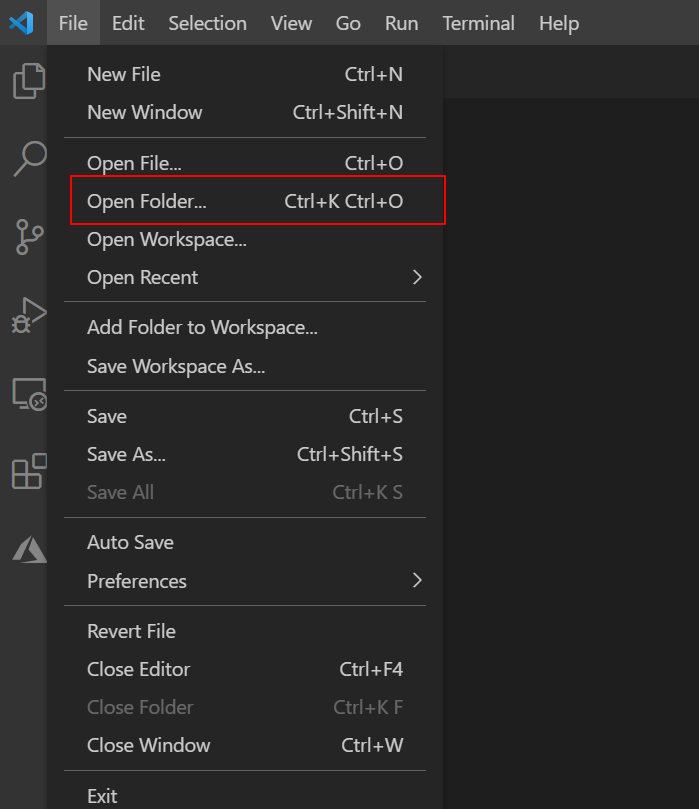 File Edit Selection View Go Run Terminal Help
New File Ctrl+N
New Window Ctrl+Shift+N
Open File... Ctrl+O
Open Folder... Ctrl+K Ctrl+O
Open Workspace...
Open Recent
Add Folder to Workspace...
Save Workspace As...
Save Ctrl+S
Save As... Ctrl+Shift+S
Save All Ctrl+K S
Auto Save
Preferences
Revert File
Close Editor Ctrl+F4
Close Folder Ctrl+K F
Close Window Ctrl+W
Exit